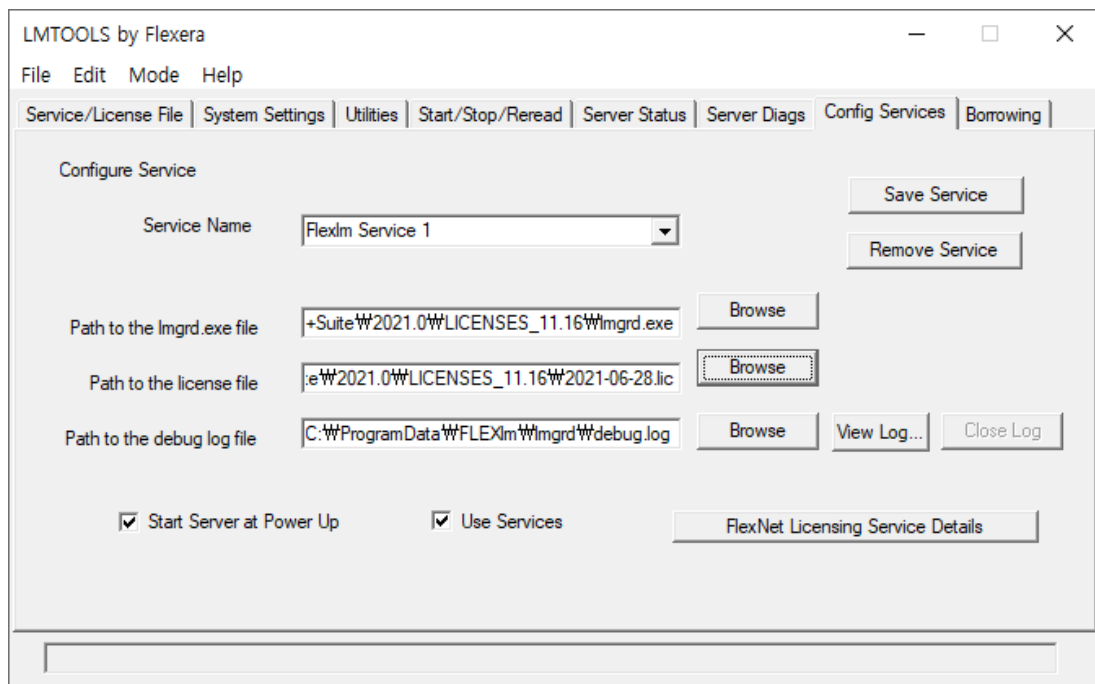 LMTOOLS by Flexera
File Edit Mode Help
Service/License File System Settings Utilities Start/Stop/Reread Server Status Server Diags Config Services Borrowing
Configure Service
Save Service
Service Name Flexlm Service 1
Remove Service
Path to the lmgrd.exe file +Suite₩2021.0₩LICENSES_11.16₩lmgrd.exe Browse
Path to the license file :e₩2021.0₩LICENSES_11.16₩2021-06-28.lic Browse
Path to the debug log file C:₩ProgramData₩FLEXlm₩lmgrd₩debug.log Browse View Log... Close Log
Start Server at Power Up Use Services FlexNet Licensing Service Details